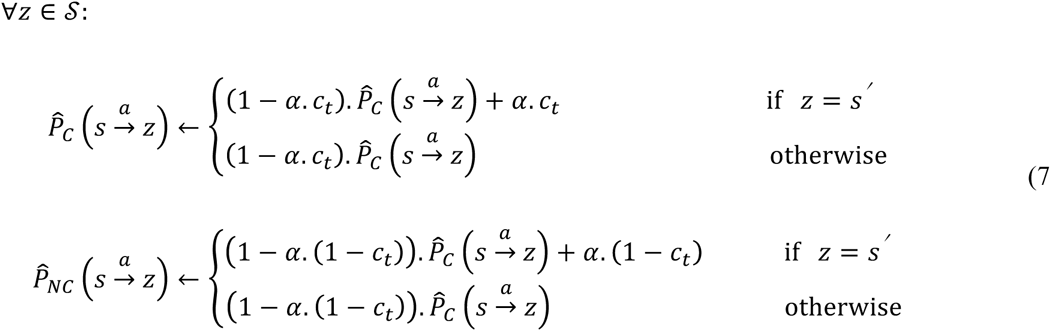 ∀z ∈ 𝒮:
P̂_C (s →^a z) ← { (1 − α. c_t). P̂_C (s →^a z) + α. c_t if z = s′
(1 − α. c_t). P̂_C (s →^a z) otherwise
(7
P̂_NC (s →^a z) ← { (1 − α. (1 − c_t)). P̂_C (s →^a z) + α. (1 − c_t) if z = s′
(1 − α. (1 − c_t)). P̂_C (s →^a z) otherwise